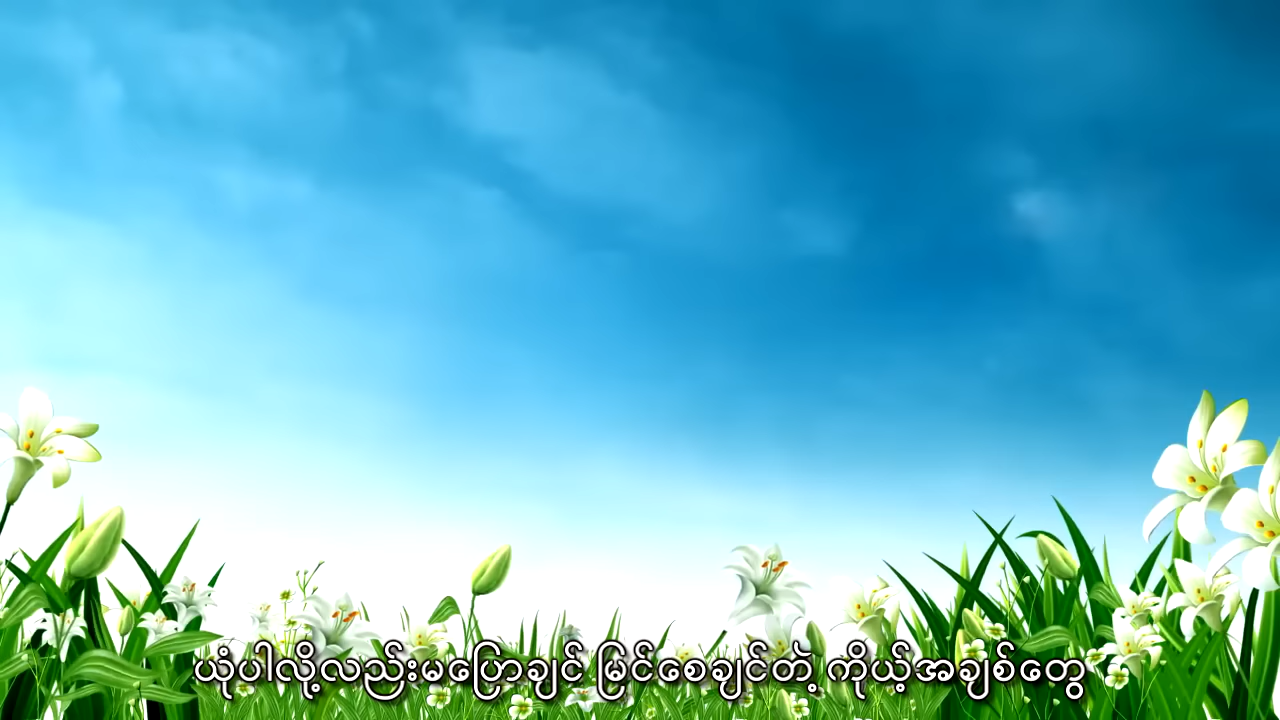 ယုံပါလို့လည်းမပြောချင် မြင်စေချင်တဲ့ ကိုယ့်အချစ်တွေ